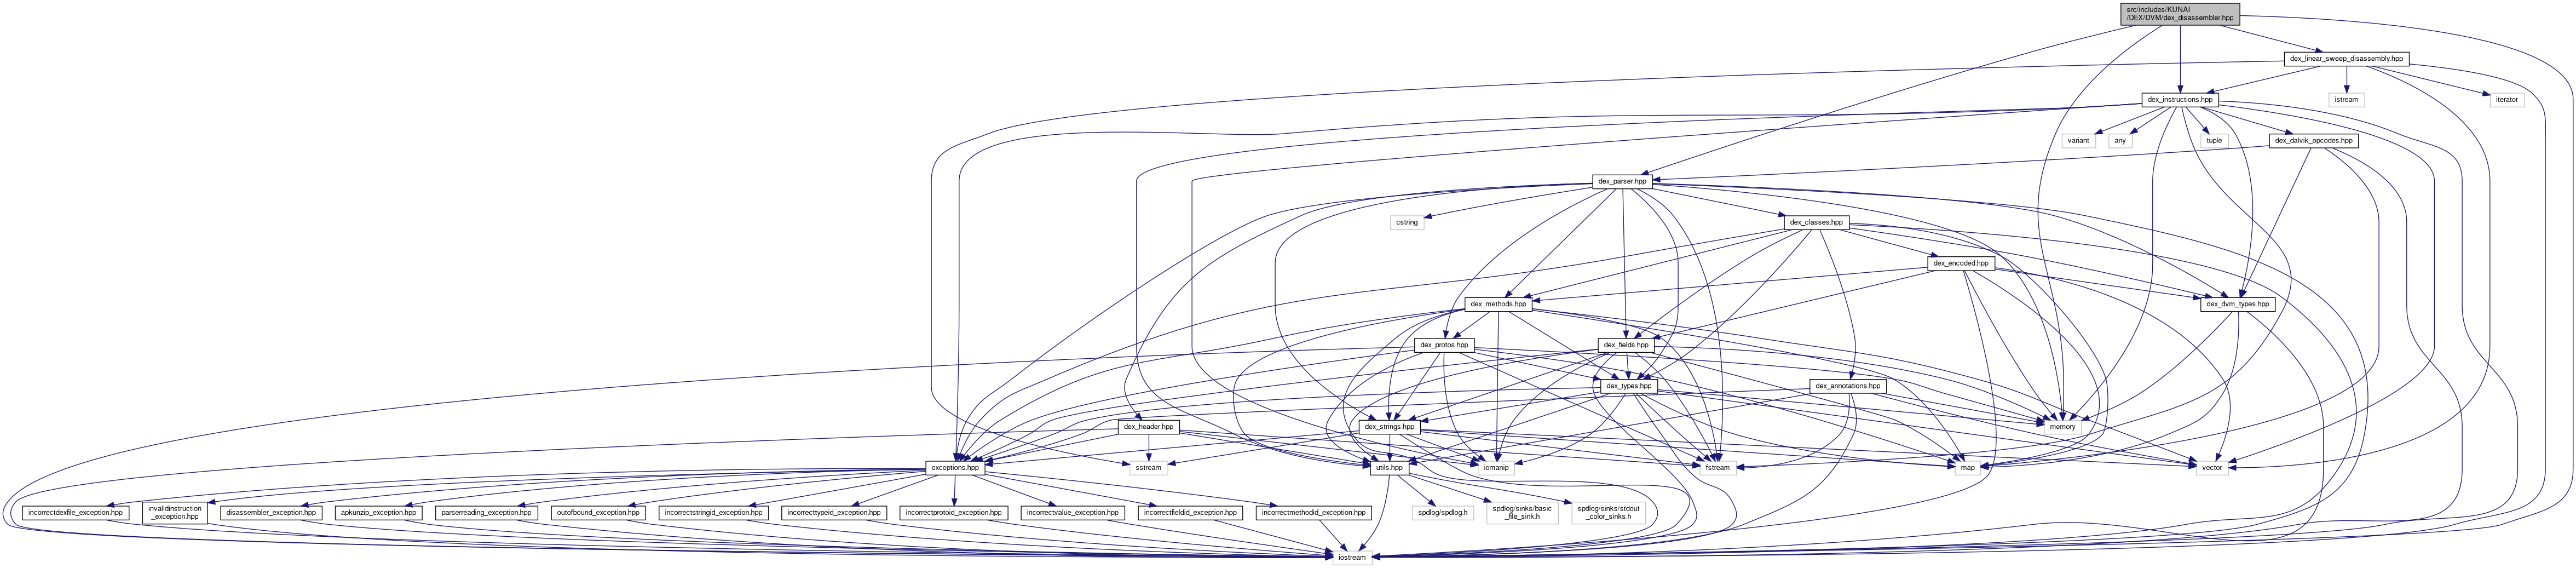 src/includes/KUNAI
/DEX/DVM/dex_disassembler.hpp
dex_linear_sweep_disassembly.hpp
dex_instructions.hpp
istream
iterator
variant
any
tuple
dex_dalvik_opcodes.hpp
dex_parser.hpp
cstring
dex_classes.hpp
dex_encoded.hpp
dex_methods.hpp
dex_dvm_types.hpp
dex_protos.hpp
dex_fields.hpp
dex_types.hpp
dex_annotations.hpp
dex_header.hpp
dex_strings.hpp
memory
exceptions.hpp
sstream
utils.hpp
iomanip
fstream
map
vector
incorrectdexfile_exception.hpp
invalidinstruction
_exception.hpp
disassembler_exception.hpp
apkunzip_exception.hpp
parserreading_exception.hpp
outofbound_exception.hpp
incorrectstringid_exception.hpp
incorrecttypeid_exception.hpp
incorrectprotoid_exception.hpp
incorrectvalue_exception.hpp
incorrectfieldid_exception.hpp
incorrectmethodid_exception.hpp
spdlog/spdlog.h
spdlog/sinks/basic
_file_sink.h
spdlog/sinks/stdout
_color_sinks.h
iostream